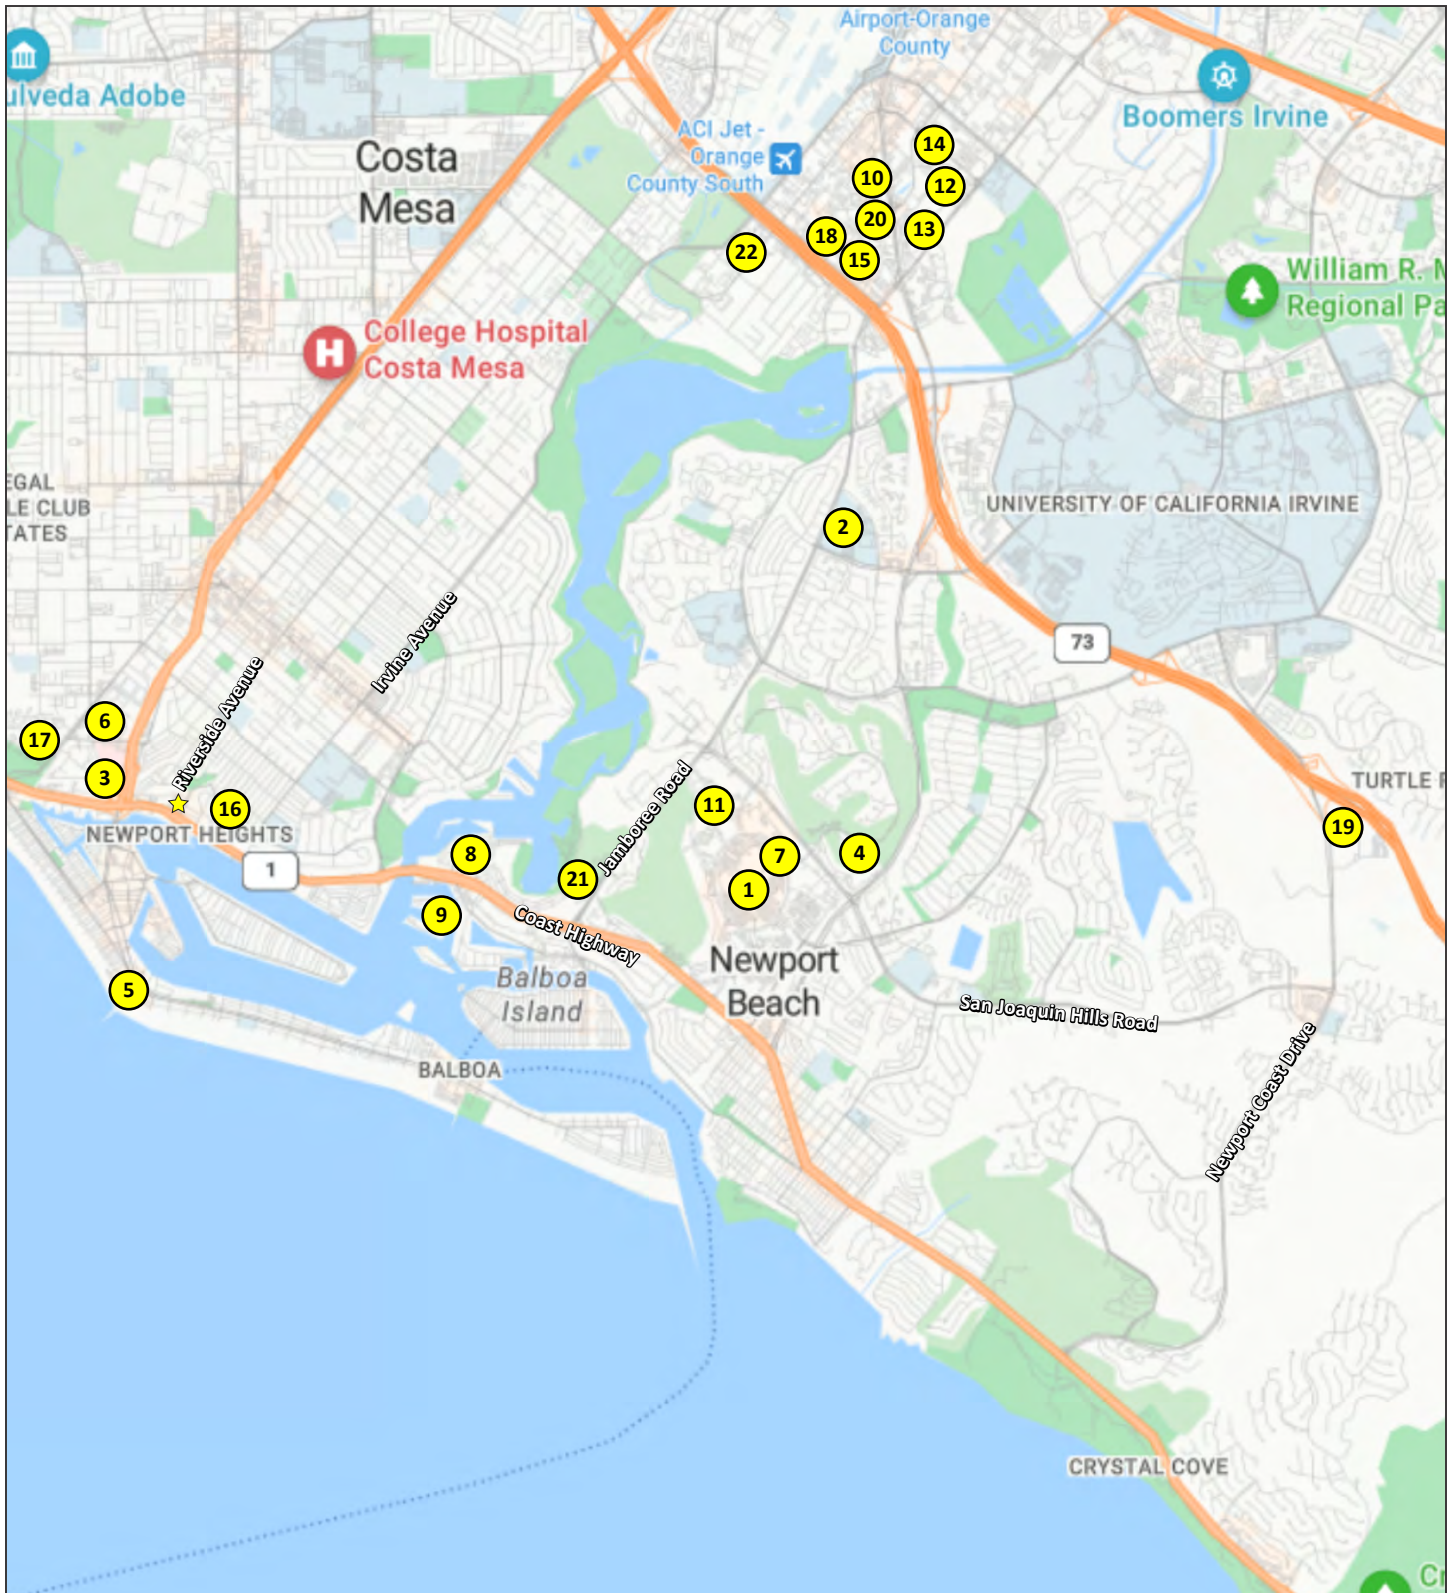 Airport-Orange
County
ulveda Adobe
Boomers Irvine
Costa
Mesa
ACI Jet -
Orange
County South
14
10
12
20
13
18
15
22
William R. M
Regional Pa
H
College Hospital
Costa Mesa
EGAL
LE CLUB
TATES
UNIVERSITY OF CALIFORNIA IRVINE
2
Irvine Avenue
73
Riverside Avenue
6
17
3
16
NEWPORT HEIGHTS
1
Jamboree Road
11
TURTLE R
19
8
7
4
21
1
9
Coast Highway
Newport
Beach
Balboa
Island
5
San Joaquin Hills Road
Newport Coast Drive
BALBOA
CRYSTAL COVE